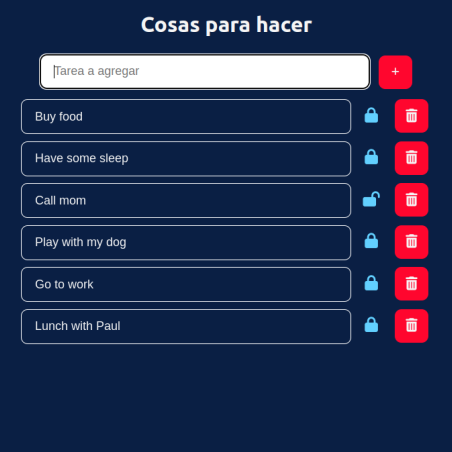 Cosas para hacer
Tarea a agregar
+
Buy food
Have some sleep
Call mom
Play with my dog
Go to work
Lunch with Paul